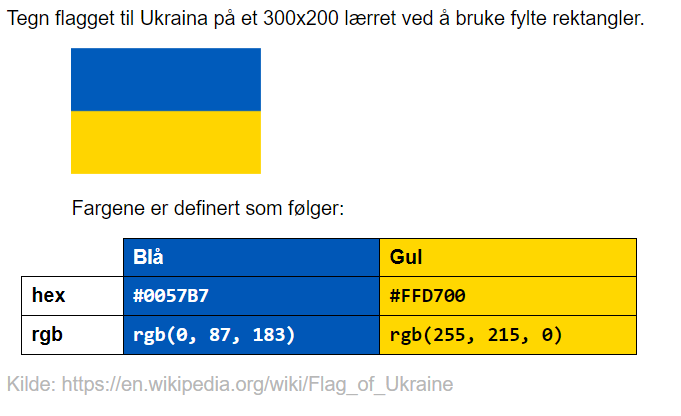 Tegn flagget til Ukraina på et 300x200 lærret ved å bruke fylte rektangler.
Fargene er definert som følger:
Blå Gul
hex #0057B7 #FFD700
rgb rgb(0, 87, 183) rgb(255, 215, 0)
Kilde: https://en.wikipedia.org/wiki/Flag_of_Ukraine